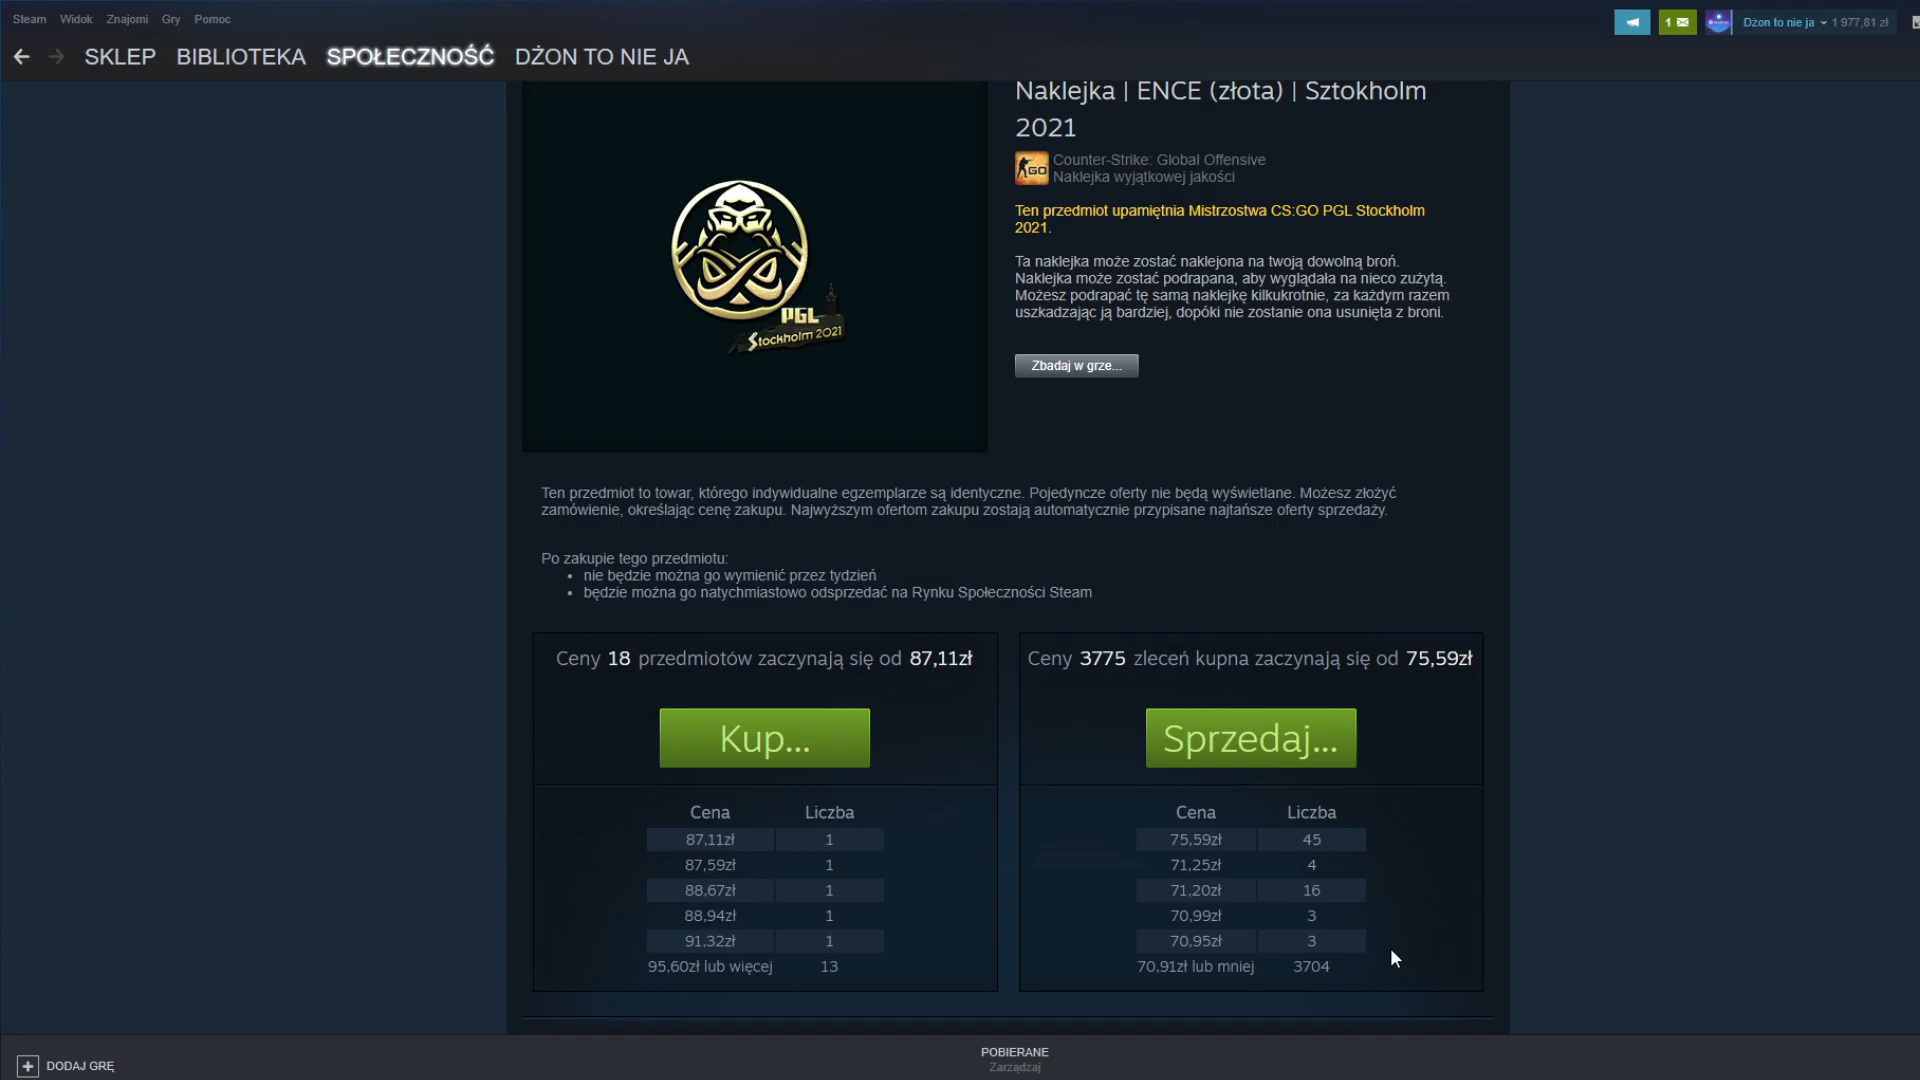 Steam Widok Znajomi Gry Pomoc
1 Dżon to nie ja 1 977,81 zł
SKLEP BIBLIOTEKA SPOŁECZNOŚĆ DŻON TO NIE JA
Naklejka | ENCE (złota) | Sztokholm
2021
GO
Counter-Strike: Global Offensive
Naklejka wyjątkowej jakości
Ten przedmiot upamiętnia Mistrzostwa CS:GO PGL Stockholm
2021.
Ta naklejka może zostać naklejona na twoją dowolną broń.
Naklejka może zostać podrapana, aby wyglądała na nieco zużytą.
Możesz podrapać tę samą naklejkę kilkukrotnie, za każdym razem
uszkadzając ją bardziej, dopóki nie zostanie ona usunięta z broni.
PGL
Stockholm 2021
Zbadaj w grze...
Ten przedmiot to towar, którego indywidualne egzemplarze są identyczne. Pojedyncze oferty nie będą wyświetlane. Możesz złożyć
zamówienie, określając cenę zakupu. Najwyższym ofertom zakupu zostają automatycznie przypisane najtańsze oferty sprzedaży.
Po zakupie tego przedmiotu:
• nie będzie można go wymienić przez tydzień
• będzie można go natychmiastowo odsprzedać na Rynku Społeczności Steam
Ceny 18 przedmiotów zaczynają się od 87,11zł
Kup...
Cena Liczba
87,11zł 1
87,59zł 1
88,67zł 1
88,94zł 1
91,32zł 1
95,60zł lub więcej 13
Ceny 3775 zleceń kupna zaczynają się od 75,59zł
Sprzedaj...
Cena Liczba
75,59zł 45
71,25zł 4
71,20zł 16
70,99zł 3
70,95zł 3
70,91zł lub mniej 3704
DODAJ GRĘ
POBIERANE
Zarządzaj